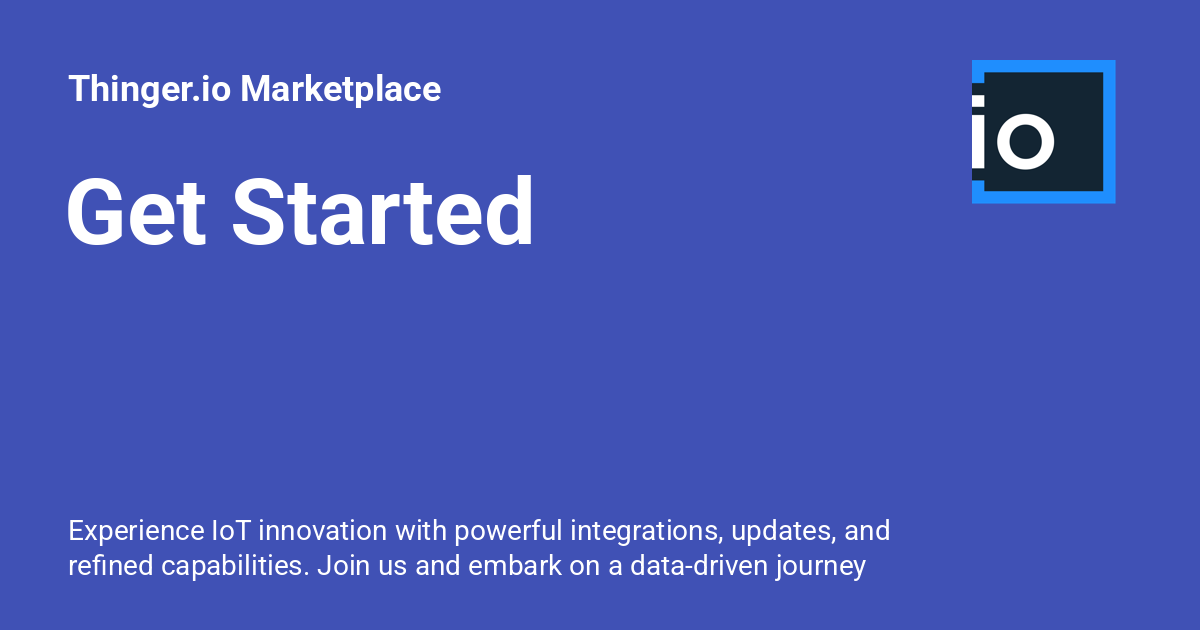 Thinger.io Marketplace
io
Get Started
Experience IoT innovation with powerful integrations, updates, and
refined capabilities. Join us and embark on a data-driven journey